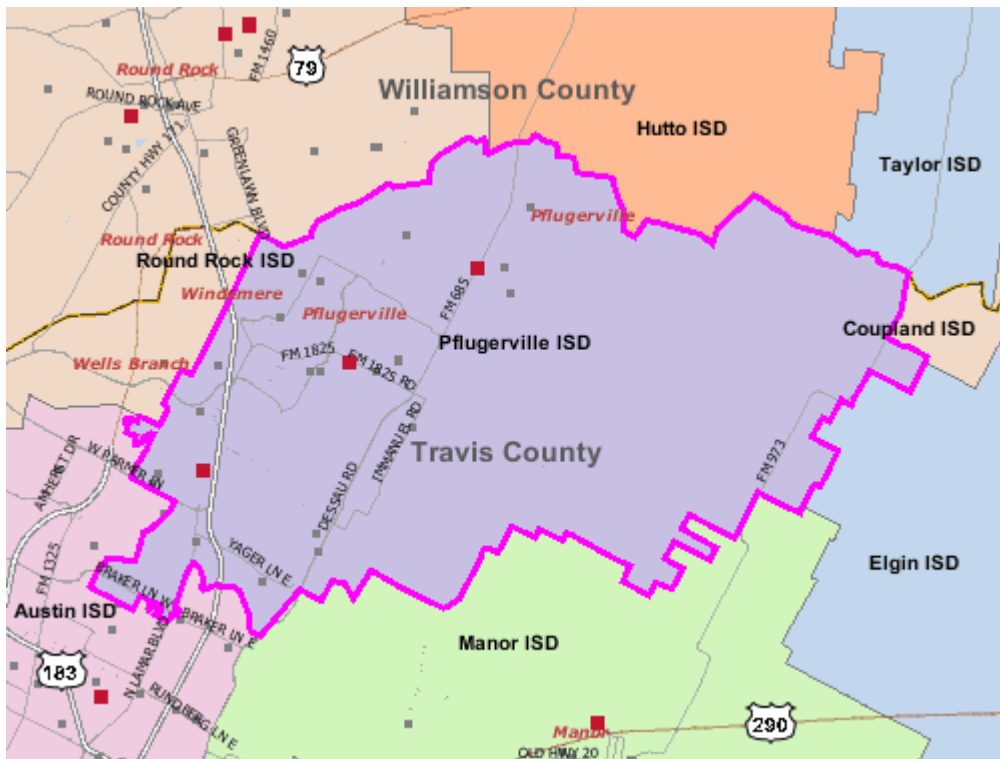 FM 1460
Round Rock
79
ROUND ROCK AVE
Williamson County
Hutto ISD
COUNTY HWY 171
GREENLAWN BLVD
Taylor ISD
Pflugerville
Round Rock
Round Rock ISD
Windemere
FM 685
Pflugerville
Coupland ISD
Pflugerville ISD
FM 1825
FM 1825 RD
Wells Branch
IMMANUEL RD
Travis County
W PARMER LN
AMHERST DR
DESSAU RD
FM 973
FM 1325
YAGER LN E
Elgin ISD
BRAKER LN W
Austin ISD
BRAKER LN E
Manor ISD
183
N LAMAR BLVD
RUNDBERG LN E
290
Manor
OLD HWY 20